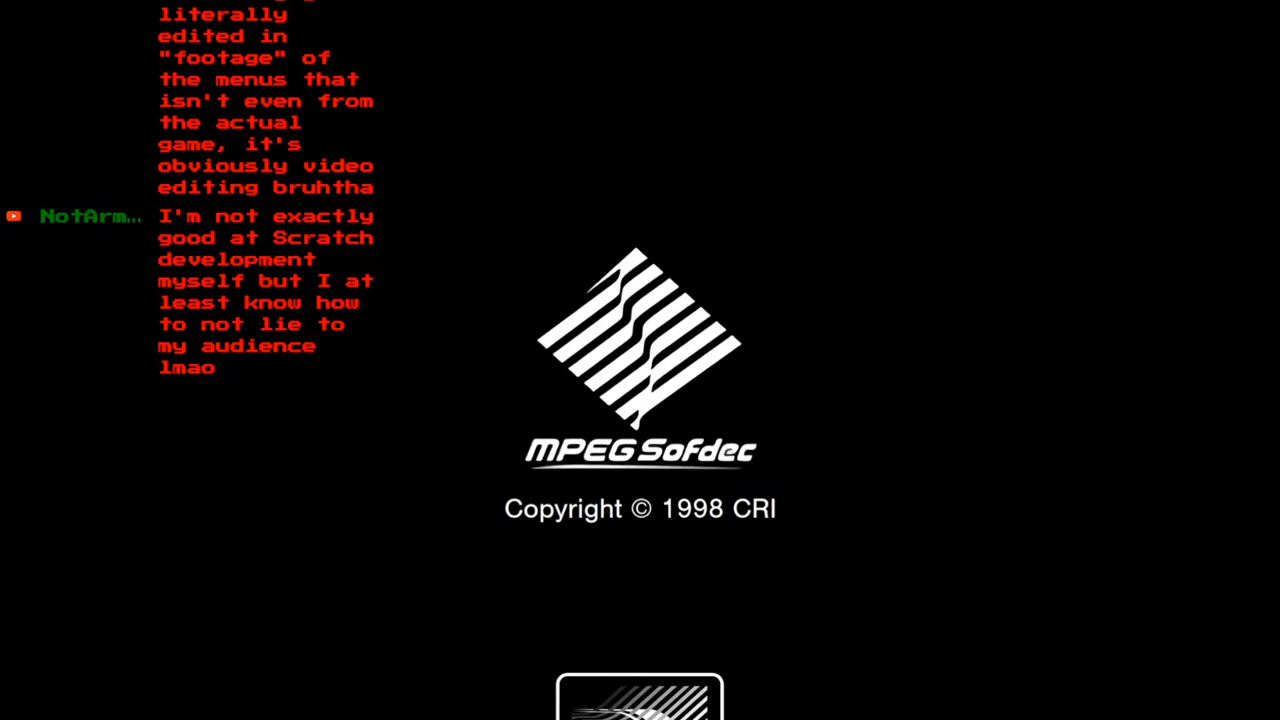 literally
edited in
"footage" of
the menus that
isn't even from
the actual
game, it's
obviously video
editing bruhtha
NotArm… I'm not exactly
good at Scratch
development
myself but I at
least know how
to not lie to
my audience
lmao
MPEG Sofdec
Copyright © 1998 CRI